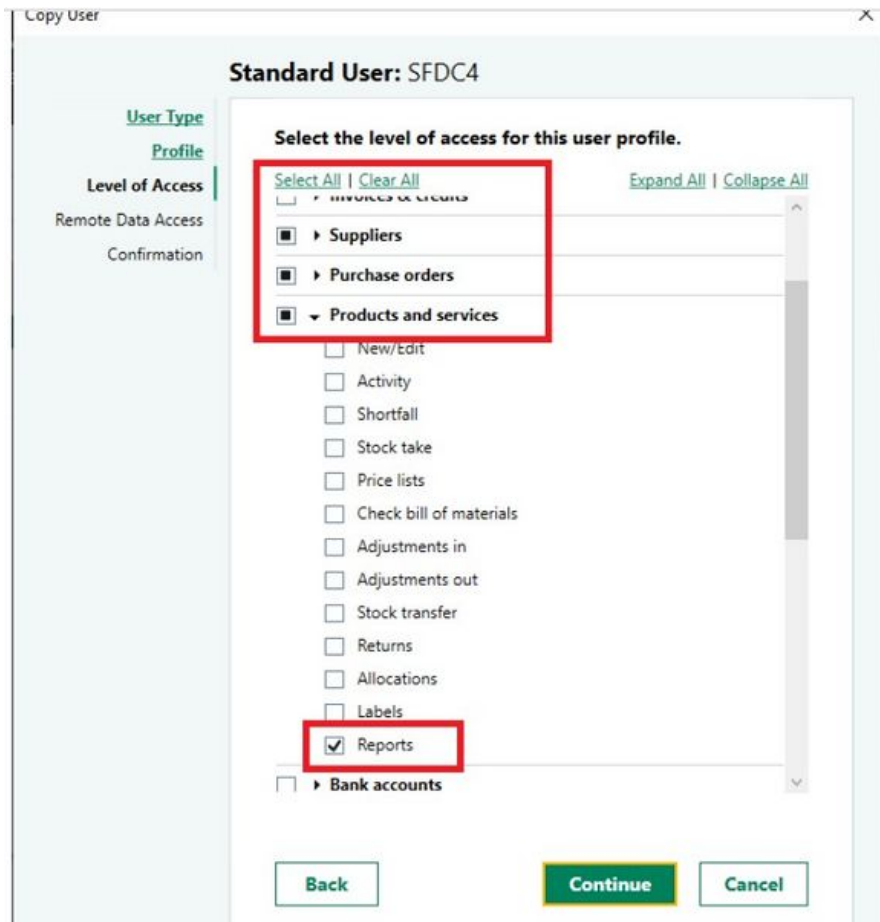 Copy User
Standard User: SFDC4
User Type
Profile
Level of Access
Remote Data Access
Confirmation
Select the level of access for this user profile.
Select All | Clear All
Expand All | Collapse All
Invoices & credits
Suppliers
Purchase orders
Products and services
New/Edit
Activity
Shortfall
Stock take
Price lists
Check bill of materials
Adjustments in
Adjustments out
Stock transfer
Returns
Allocations
Labels
Reports
Bank accounts
Back
Continue
Cancel